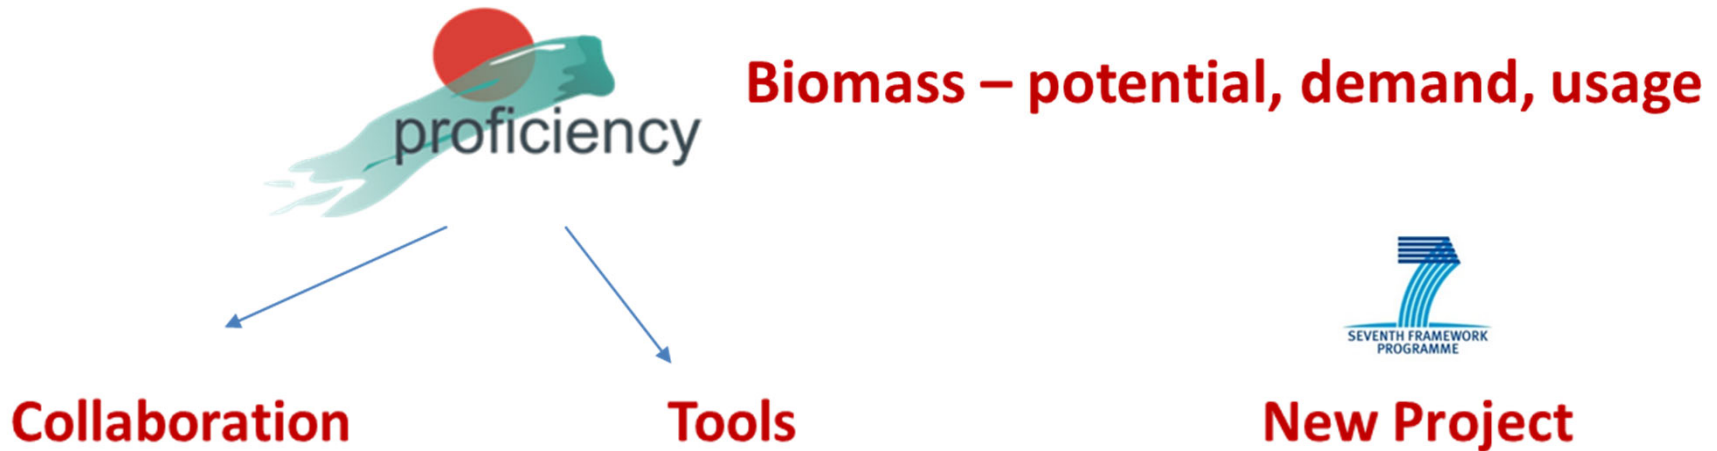 proficiency
Biomass – potential, demand, usage
SEVENTH FRAMEWORK
PROGRAMME
Collaboration
Tools
New Project